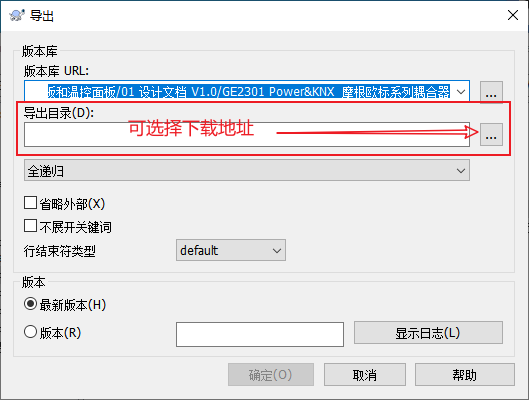 导出
版本库
版本库 URL:
版和温控面板/01 设计文档 V1.0/GE2301 Power&KNX 摩根欧标系列耦合器
...
导出目录(D):
可选择下载地址
...
全递归
省略外部(X)
不展开关键词
行结束符类型
default
版本
最新版本(H)
版本(R)
显示日志(L)
确定(O)
取消
帮助